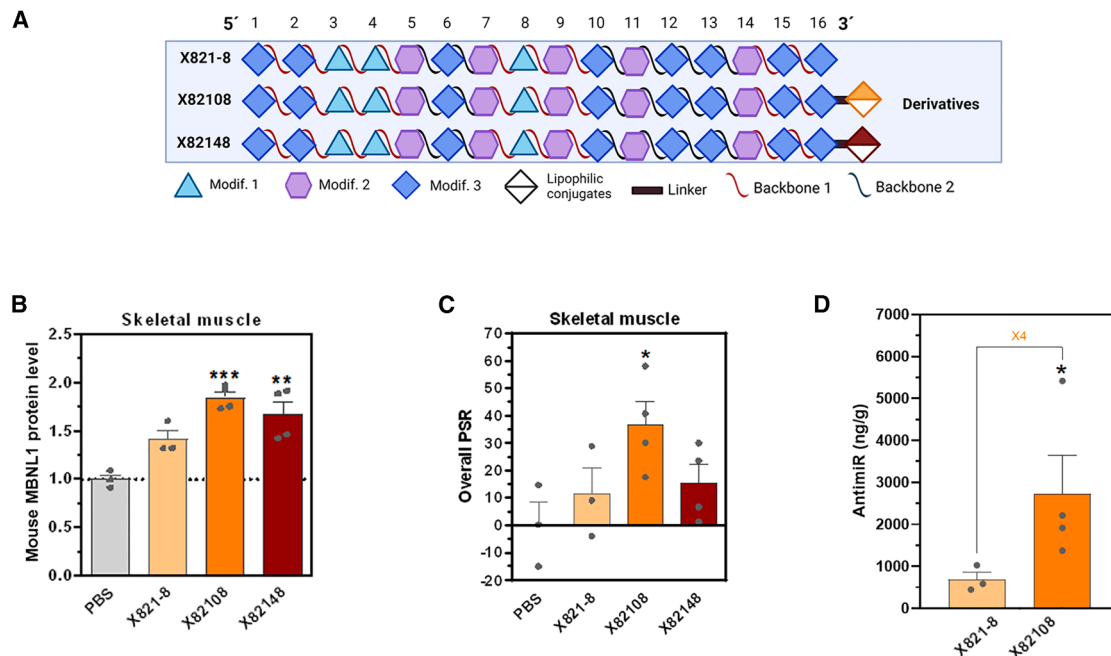 A
5´ 1 2 3 4 5 6 7 8 9 10 11 12 13 14 15 16 3´
X821-8
X82108
X82148
Derivatives
Modif. 1
Modif. 2
Modif. 3
Lipophilic
conjugates
Linker
Backbone 1
Backbone 2
B
Skeletal muscle
Mouse MBNL1 protein level
2.5
2.0
1.5
1.0
0.5
0.0
***
**
PBS
X821-8
X82108
X82148
C
Skeletal muscle
Overall PSR
70
60
50
40
30
20
10
0
-10
-20
*
PBS
X821-8
X82108
X82148
D
AntimiR (ng/g)
7000
6000
5000
4000
3000
2000
1000
800
600
400
200
0
X4
*
X821-8
X82108